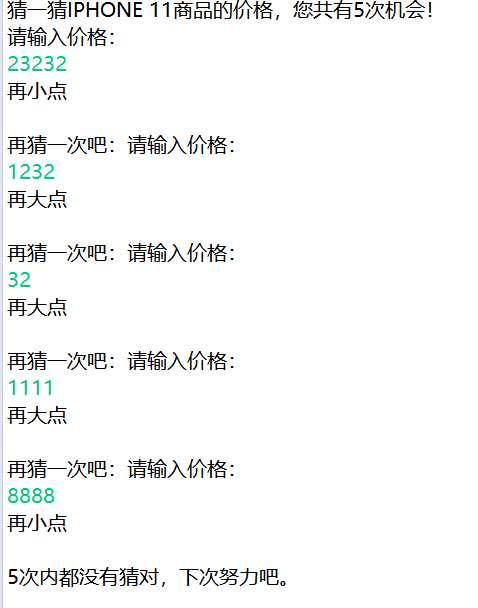 猜一猜IPHONE 11商品的价格，您共有5次机会！
请输入价格：
23232
再小点
再猜一次吧：请输入价格：
1232
再大点
再猜一次吧：请输入价格：
32
再大点
再猜一次吧：请输入价格：
1111
再大点
再猜一次吧：请输入价格：
8888
再小点
5次内都没有猜对，下次努力吧。